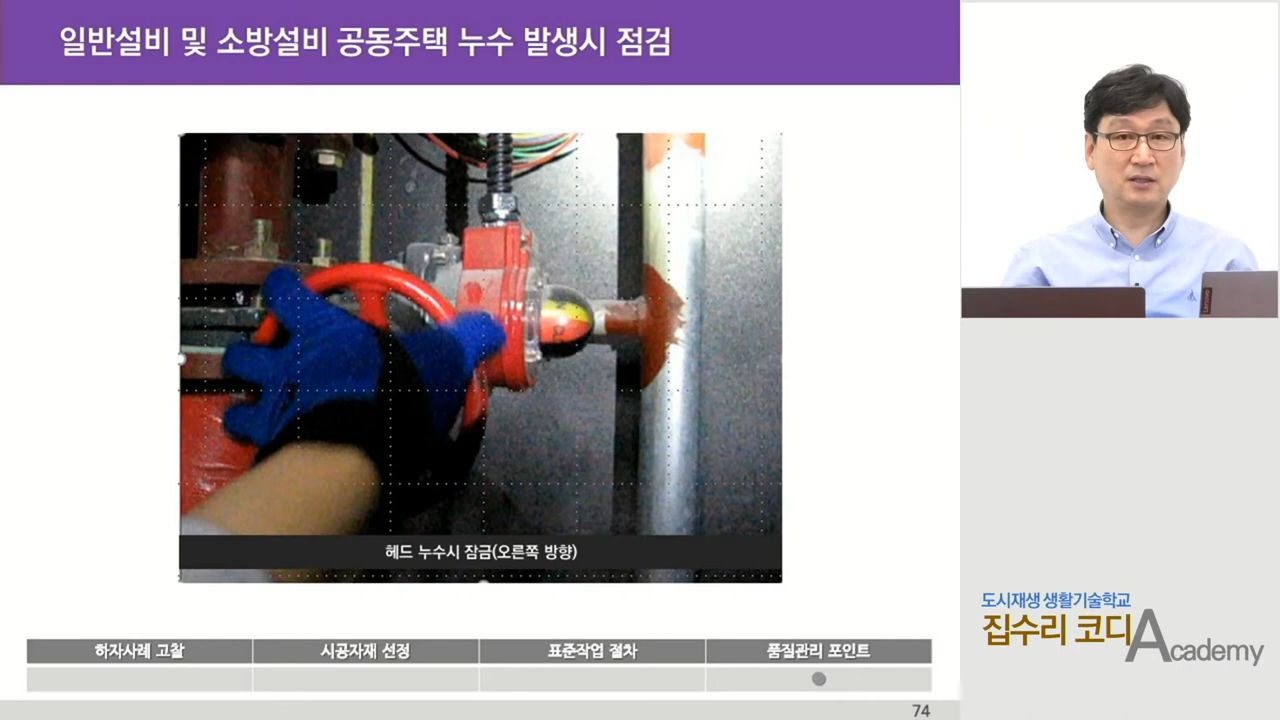 일반설비 및 소방설비 공동주택 누수 발생시 점검
헤드 누수시 잠금(오른쪽 방향)
하자사례 고찰
시공자재 선정
표준작업 절차
품질관리 포인트
74
도시재생 생활기술학교
집수리 코디Academy